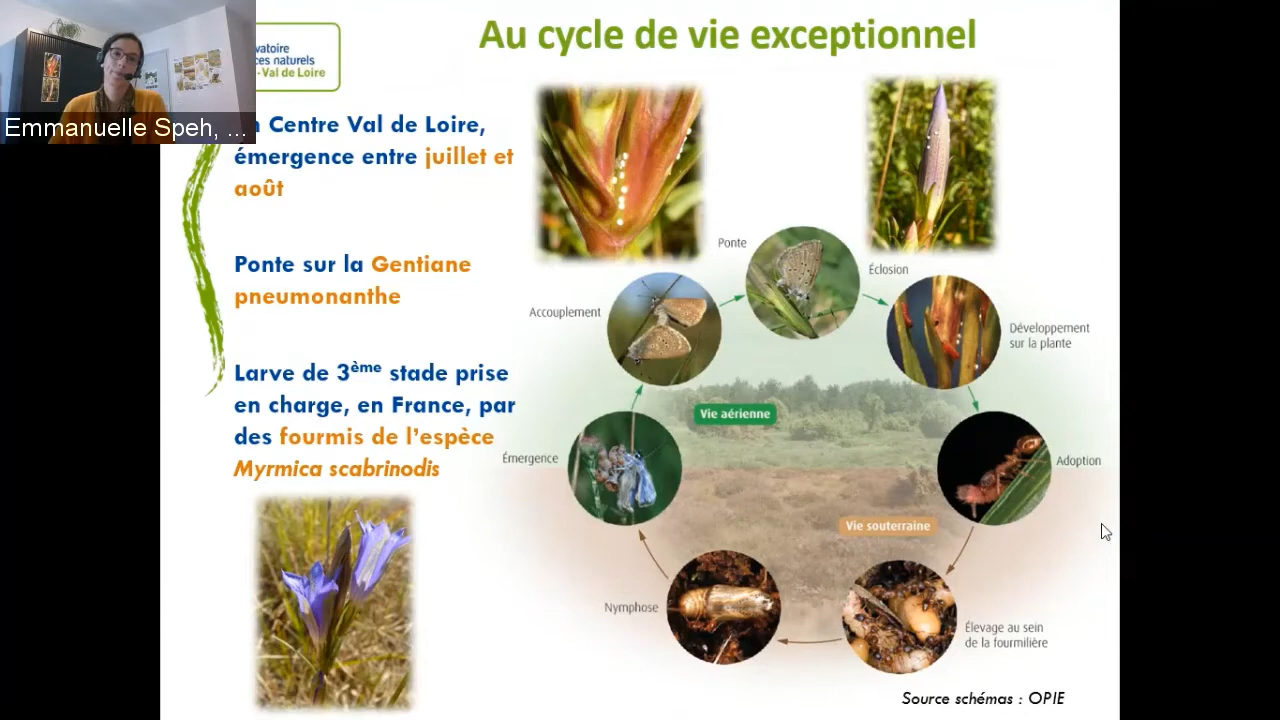 Au cycle de vie exceptionnel
vatoire
ces naturels
-Val de Loire
Emmanuelle Speh, ...
Centre Val de Loire,
émergence entre juillet et
août
Ponte sur la Gentiane
pneumonanthe
Larve de 3ème stade prise
en charge, en France, par
des fourmis de l'espèce
Myrmica scabrinodis
Ponte
Éclosion
Accouplement
Développement
sur la plante
Vie aérienne
Émergence
Adoption
Vie souterraine
Nymphose
Élevage au sein
de la fourmilière
Source schémas : OPIE